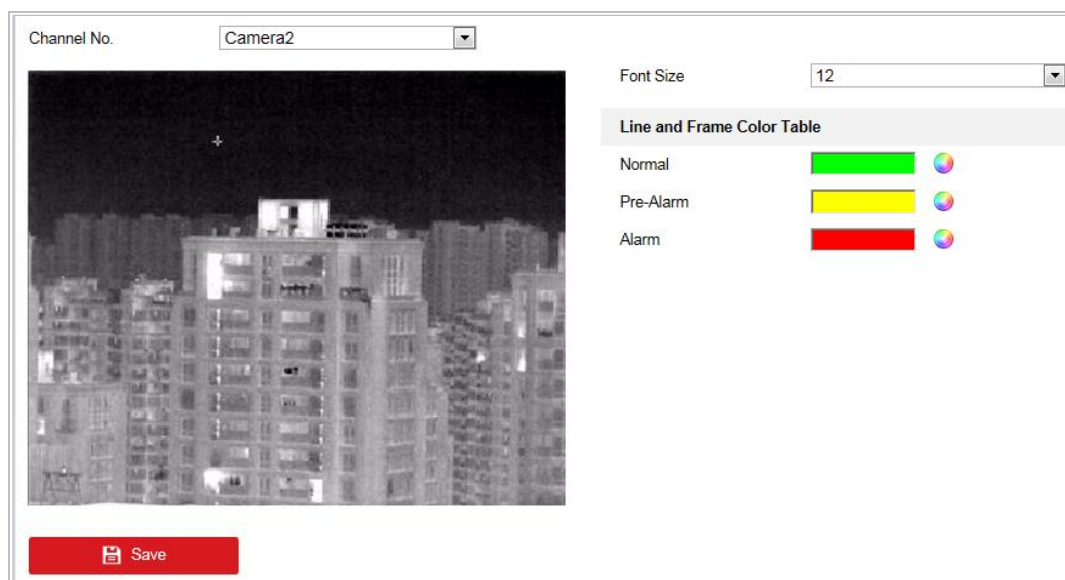 Channel No.
Camera2
Font Size
12
Line and Frame Color Table
Normal
Pre-Alarm
Alarm
Save